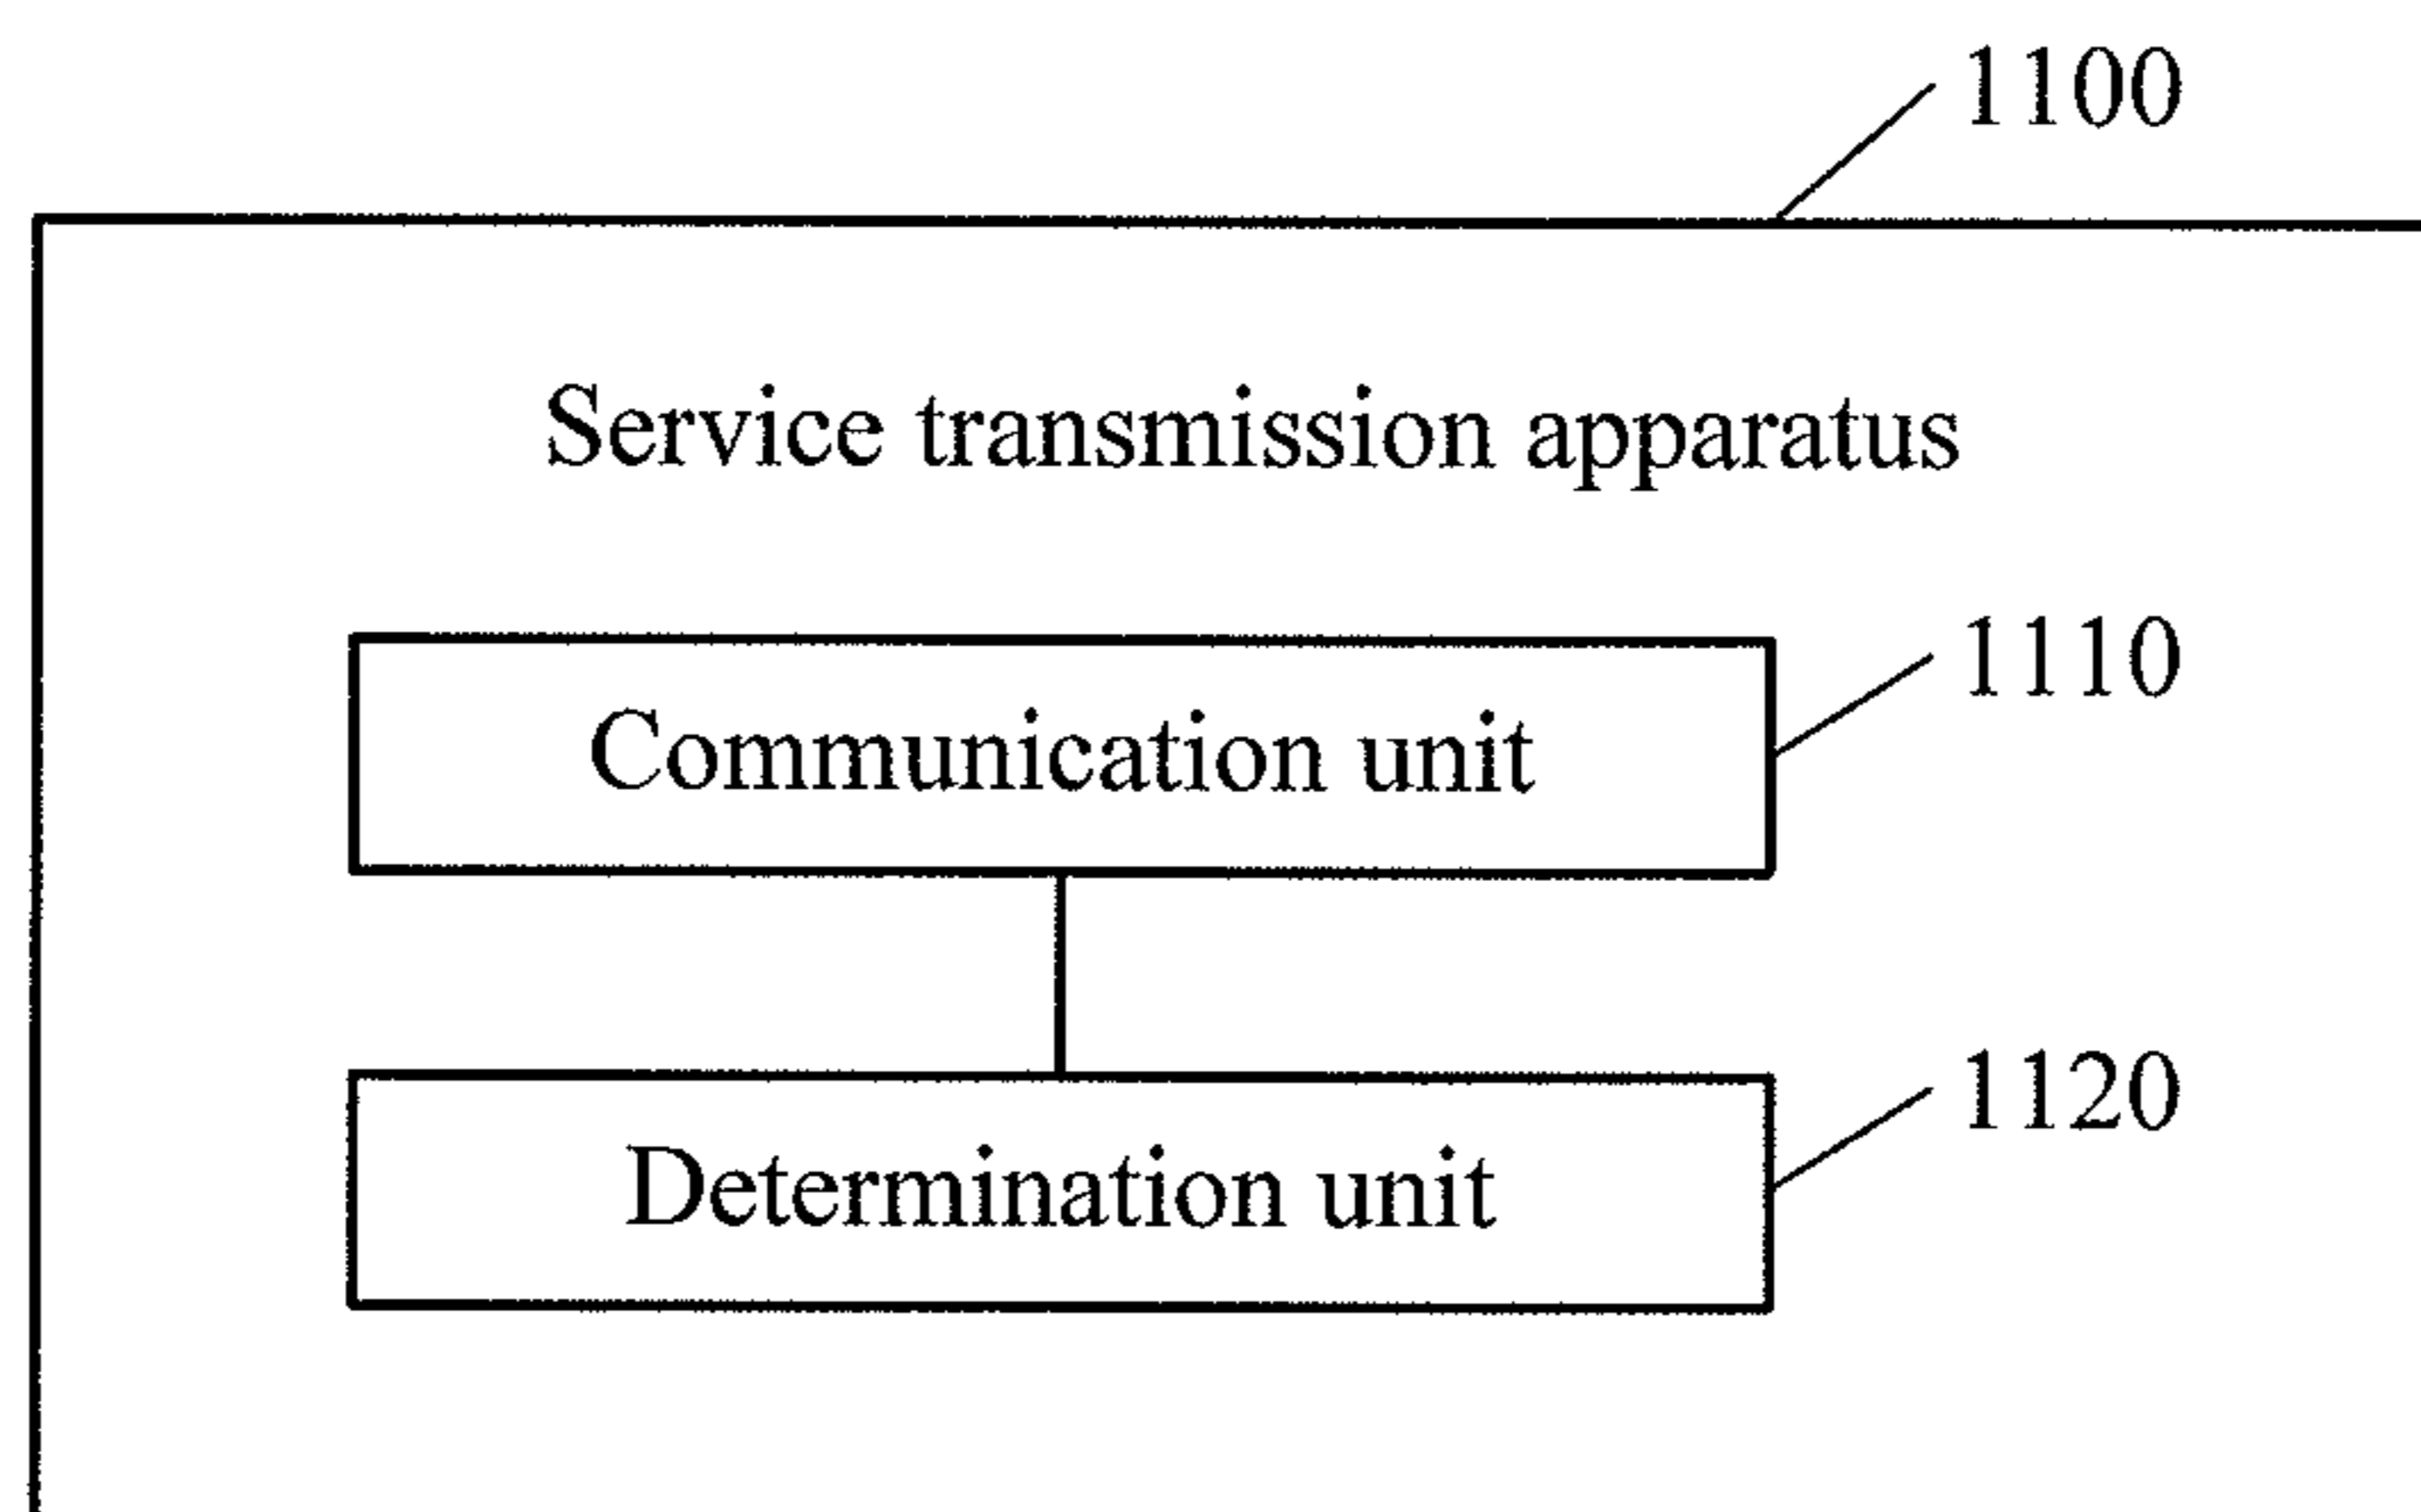 1100
Service transmission apparatus
1110
Communication unit
1120
Determination unit